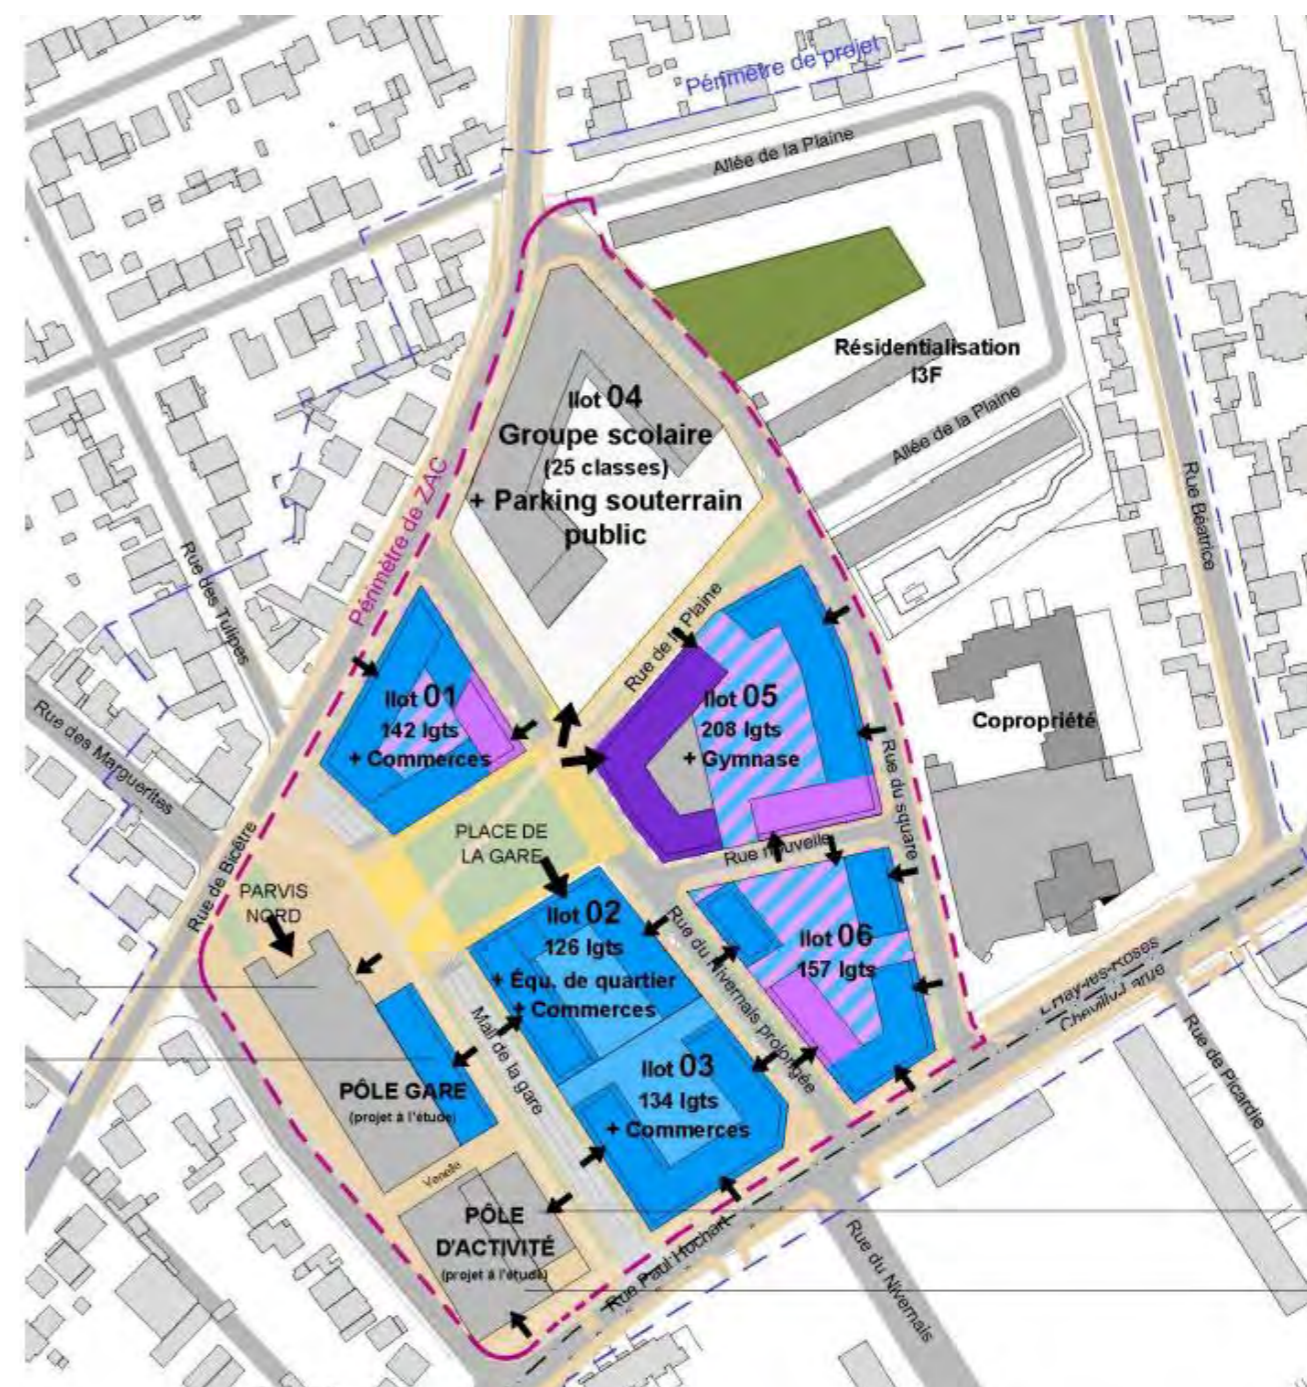 Périmètre de projet
Allée de la Plaine
Résidentialisation
I3F
Allée de la Plaine
Ilot 04
Groupe scolaire
(25 classes)
+ Parking souterrain
public
Périmètre de ZAC
Rue Béatrice
Rue des Tulipes
Rue de la Plaine
Ilot 01
142 lgts
+ Commerces
Ilot 05
208 lgts
+ Gymnase
Copropriété
Rue des Marguerites
Rue du square
PLACE DE
LA GARE
Rue nouvelle
Rue de Bicêtre
PARVIS
NORD
Ilot 02
126 lgts
+ Équ. de quartier
+ Commerces
Rue du Nivernais prolongée
Ilot 06
157 lgts
L'Haÿ-les-Roses
Chevilly-Larue
Rue de Picardie
Mail de la gare
Ilot 03
134 lgts
+ Commerces
PÔLE GARE
(projet à l'étude)
Venelle
PÔLE
D'ACTIVITÉ
(projet à l'étude)
Rue Paul Hochart
Rue du Nivernais